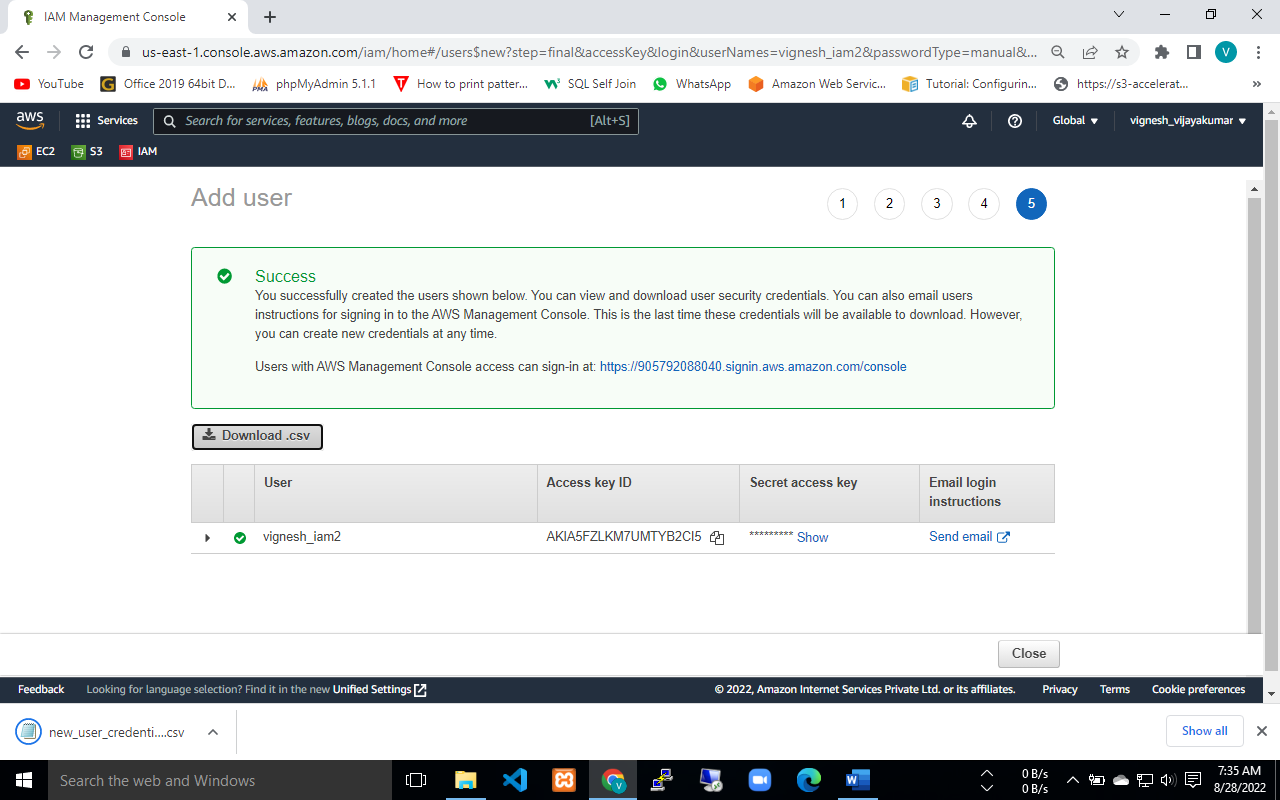 IAM Management Console
us-east-1.console.aws.amazon.com/iam/home#/users$new?step=final&accessKey&login&userNames=vignesh_iam2&passwordType=manual&...
V
YouTube
Office 2019 64bit D...
phpMyAdmin 5.1.1
How to print patter...
SQL Self Join
WhatsApp
Amazon Web Servic...
Tutorial: Configurin...
https://s3-accelerat...
»
aws
Services
Search for services, features, blogs, docs, and more
[Alt+S]
Global
vignesh_vijayakumar
EC2
S3
IAM
Add user
1
2
3
4
5
Success
You successfully created the users shown below. You can view and download user security credentials. You can also email users
instructions for signing in to the AWS Management Console. This is the last time these credentials will be available to download. However,
you can create new credentials at any time.
Users with AWS Management Console access can sign-in at: https://905792088040.signin.aws.amazon.com/console
Download .csv
User
Access key ID
Secret access key
Email login
instructions
vignesh_iam2
AKIA5FZLKM7UMTYB2CI5
********* Show
Send email
Close
Feedback
Looking for language selection? Find it in the new Unified Settings
© 2022, Amazon Internet Services Private Ltd. or its affiliates.
Privacy
Terms
Cookie preferences
new_user_credenti....csv
Show all
Search the web and Windows
0 B/s
0 B/s
7:35 AM
8/28/2022